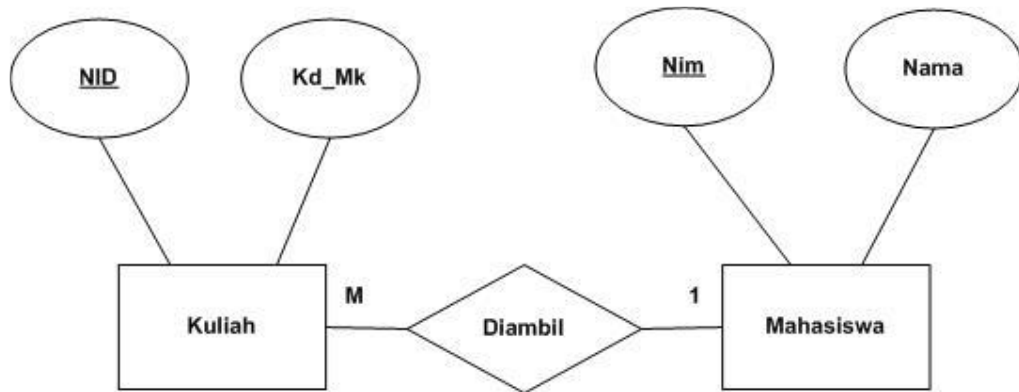 NID
Kd_Mk
Nim
Nama
Kuliah
M
Diambil
1
Mahasiswa